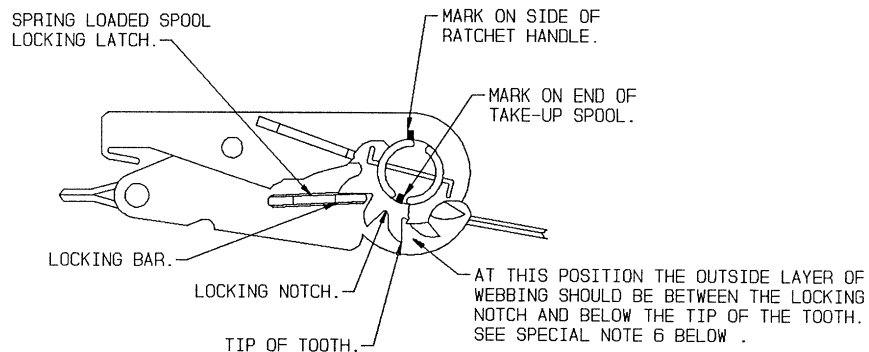 SPRING LOADED SPOOL
LOCKING LATCH.
MARK ON SIDE OF
RATCHET HANDLE.
MARK ON END OF
TAKE-UP SPOOL.
LOCKING BAR.
LOCKING NOTCH.
TIP OF TOOTH.
AT THIS POSITION THE OUTSIDE LAYER OF
WEBBING SHOULD BE BETWEEN THE LOCKING
NOTCH AND BELOW THE TIP OF THE TOOTH.
SEE SPECIAL NOTE 6 BELOW .